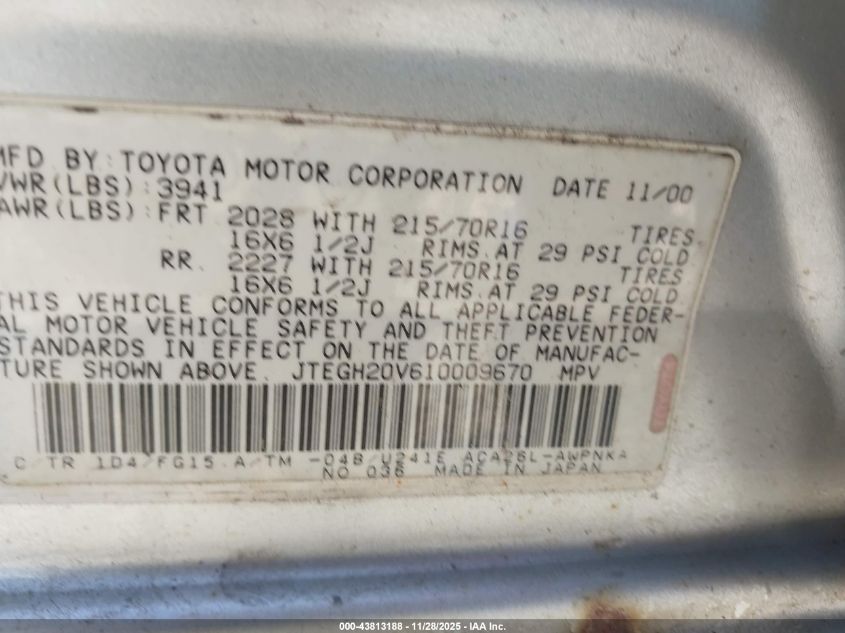 MFD BY: TOYOTA MOTOR CORPORATION DATE 11/00
VWR(LBS): 3941
AWR(LBS): FRT 2028 WITH 215/70R16 TIRES,
16X6 1/2J RIMS, AT 29 PSI COLD
RR. 2227 WITH 215/70R16 TIRES
16X6 1/2J RIMS, AT 29 PSI COLD
THIS VEHICLE CONFORMS TO ALL APPLICABLE FEDER-
AL MOTOR VEHICLE SAFETY AND THEFT PREVENTION
STANDARDS IN EFFECT ON THE DATE OF MANUFAC-
TURE SHOWN ABOVE. JTEGH20V610009670 MPV
C/TR 1D4/FG15 A/TM -04B/U241E ACA26L-AWPNKA
NO 036 MADE IN JAPAN
000-43813188 - 11/28/2025 - IAA Inc.